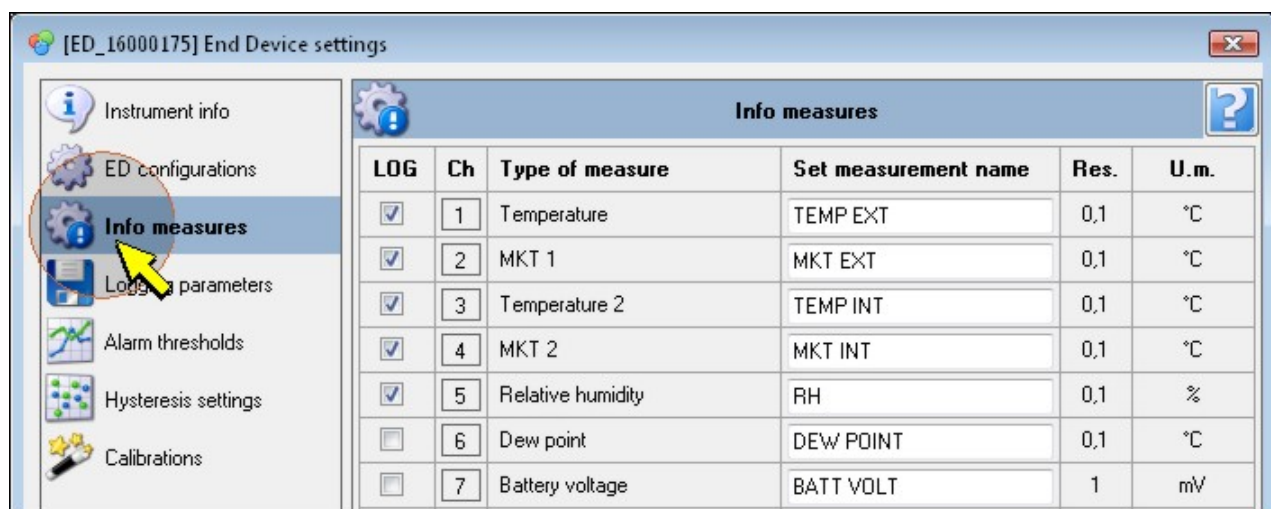 [ED_16000175] End Device settings
Instrument info
ED configurations
Info measures
Logging parameters
Alarm thresholds
Hysteresis settings
Calibrations
Info measures
LOG Ch Type of measure Set measurement name Res. U.m.
1 Temperature TEMP EXT 0,1 °C
2 MKT 1 MKT EXT 0,1 °C
3 Temperature 2 TEMP INT 0,1 °C
4 MKT 2 MKT INT 0,1 °C
5 Relative humidity RH 0,1 %
6 Dew point DEW POINT 0,1 °C
7 Battery voltage BATT VOLT 1 mV